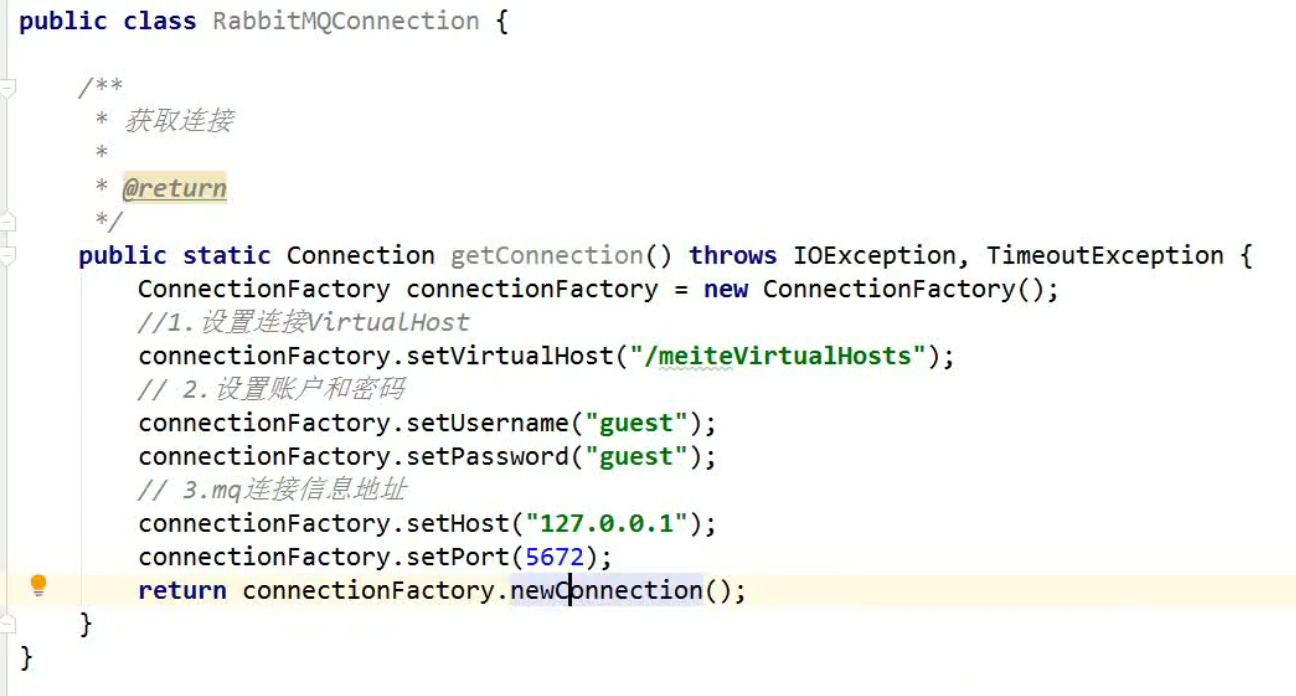 public class RabbitMQConnection {
/**
* 获取连接
*
* @return
*/
public static Connection getConnection() throws IOException, TimeoutException {
ConnectionFactory connectionFactory = new ConnectionFactory();
//1.设置连接VirtualHost
connectionFactory.setVirtualHost("/meiteVirtualHosts");
// 2.设置账户和密码
connectionFactory.setUsername("guest");
connectionFactory.setPassword("guest");
// 3.mq连接信息地址
connectionFactory.setHost("127.0.0.1");
connectionFactory.setPort(5672);
return connectionFactory.newConnection();
}
}